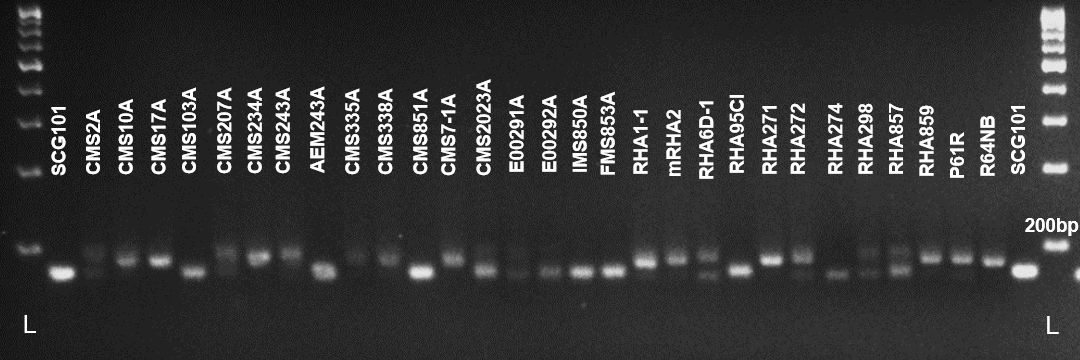 SCG101
CMS2A
CMS10A
CMS17A
CMS103A
CMS207A
CMS234A
CMS243A
AEM243A
CMS335A
CMS338A
CMS851A
CMS7-1A
CMS2023A
E00291A
E00292A
IMS850A
FMS853A
RHA1-1
mRHA2
RHA6D-1
RHA95CI
RHA271
RHA272
RHA274
RHA298
RHA857
RHA859
P61R
R64NB
SCG101
200bp
L
L